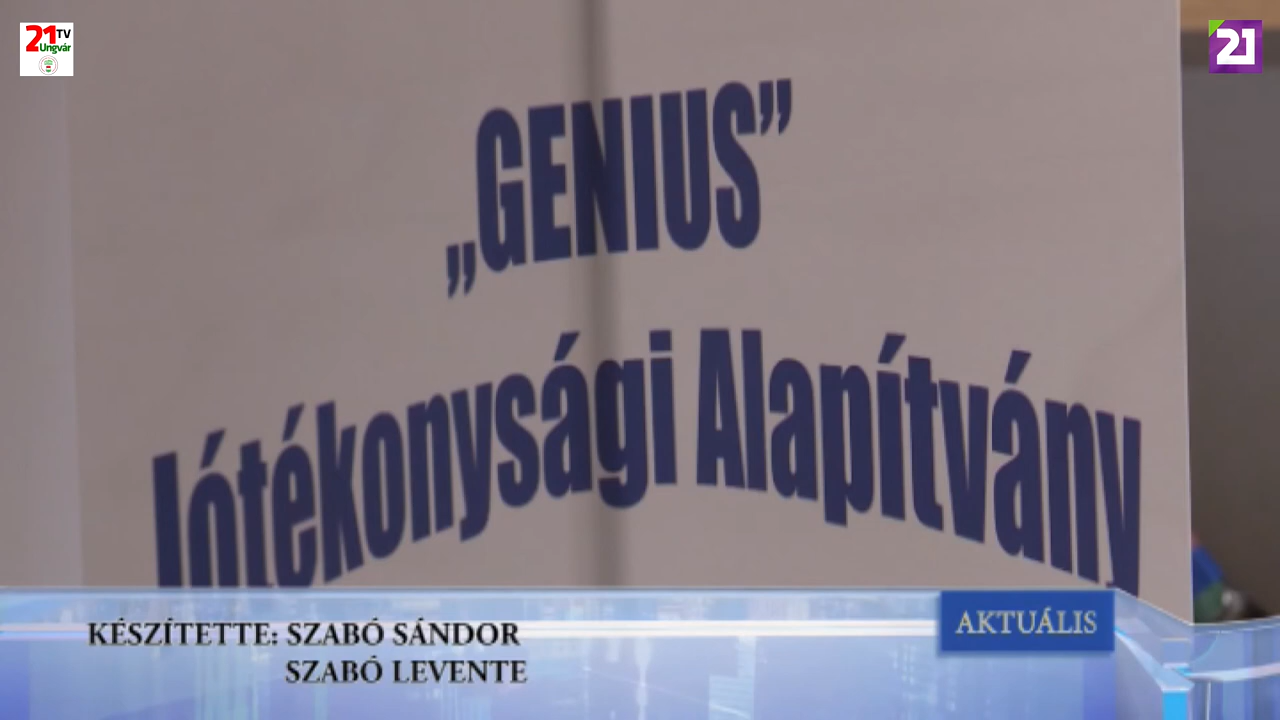 21 TV
Ungvár
21
„GENIUS”
Jótékonysági Alapítvány
KÉSZÍTETTE: SZABÓ SÁNDOR
SZABÓ LEVENTE
AKTUÁLIS